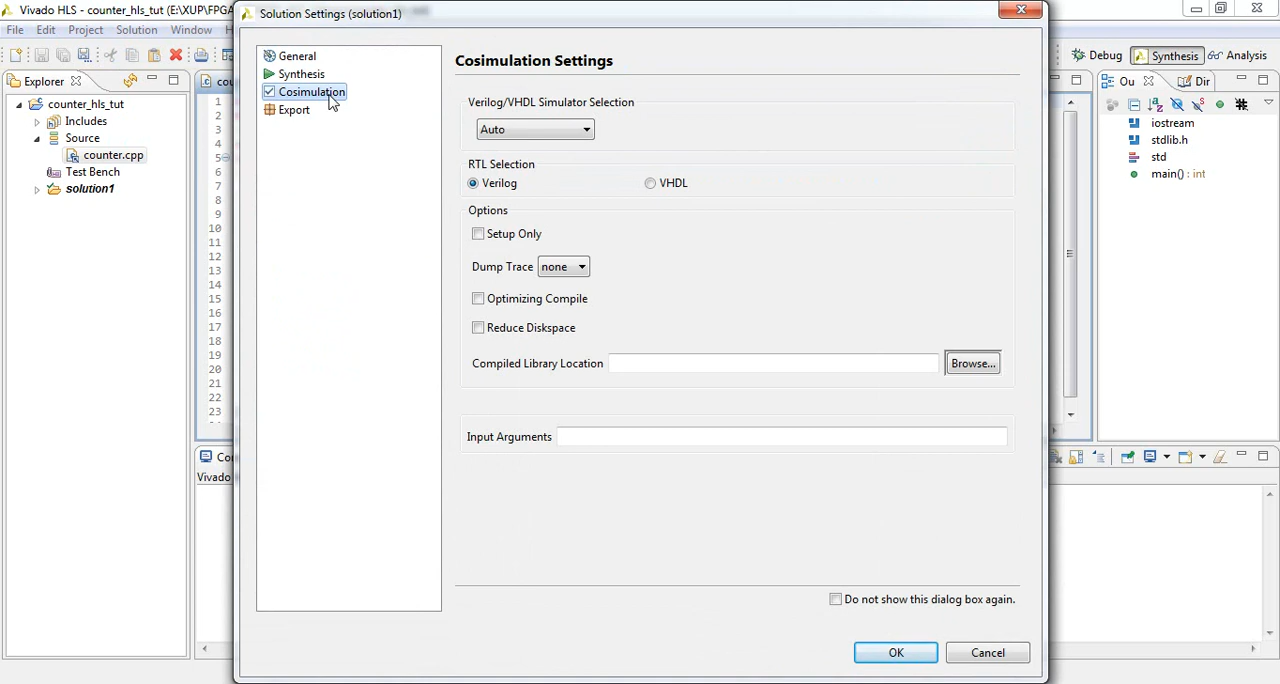 Vivado HLS - counter_hls_tut (E:\XUP\FPGA
Solution Settings (solution1)
File Edit Project Solution Window H
Debug Synthesis Analysis
Explorer
cou
Ou Dir
counter_hls_tut
Includes
Source
counter.cpp
Test Bench
solution1
1
2
3
4
5
6
7
8
9
10
11
12
13
14
15
16
17
18
19
20
21
22
23
General
Synthesis
Cosimulation
Export
Cosimulation Settings
Verilog/VHDL Simulator Selection
Auto
RTL Selection
Verilog VHDL
Options
Setup Only
Dump Trace none
Optimizing Compile
Reduce Diskspace
Compiled Library Location Browse...
Input Arguments
Do not show this dialog box again.
OK Cancel
iostream
stdlib.h
std
main() : int
Co
Vivado